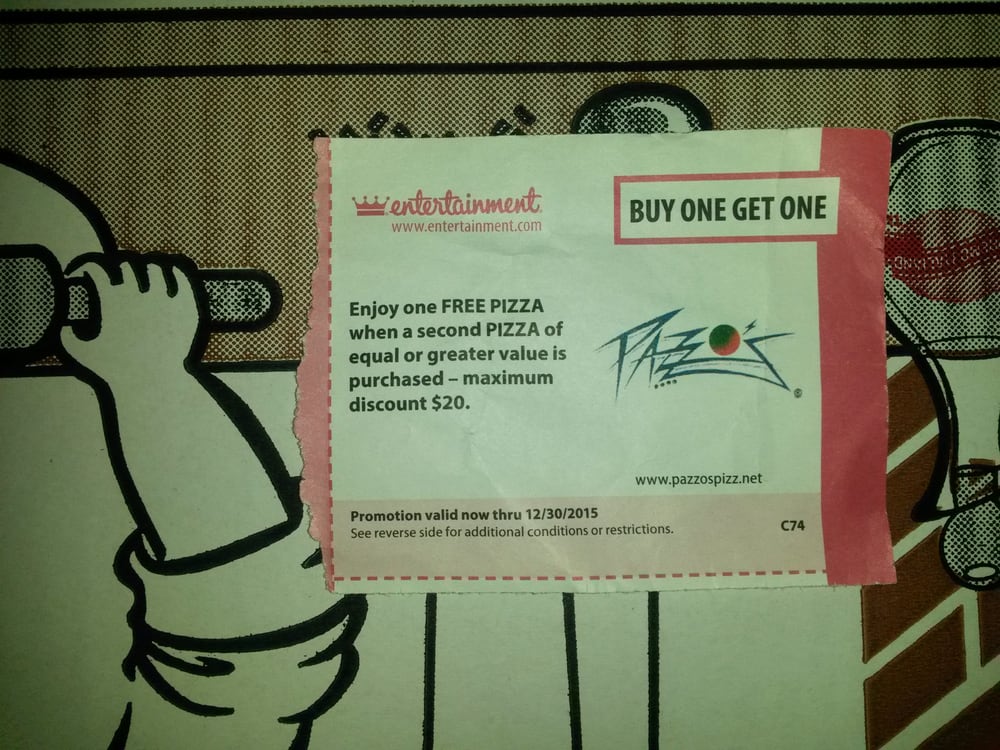 entertainment®
www.entertainment.com
BUY ONE GET ONE
Enjoy one FREE PIZZA
when a second PIZZA of
equal or greater value is
purchased – maximum
discount $20.
PAZZO'S®
www.pazzospizz.net
Promotion valid now thru 12/30/2015
See reverse side for additional conditions or restrictions.
C74